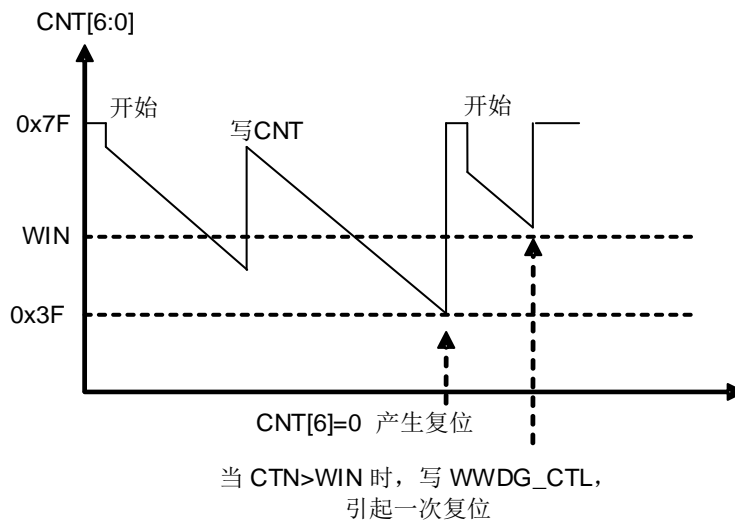 CNT[6:0]
开始
开始
0x7F
写CNT
WIN
0x3F
CNT[6]=0 产生复位
当 CTN>WIN 时，写 WWDG_CTL，
引起一次复位